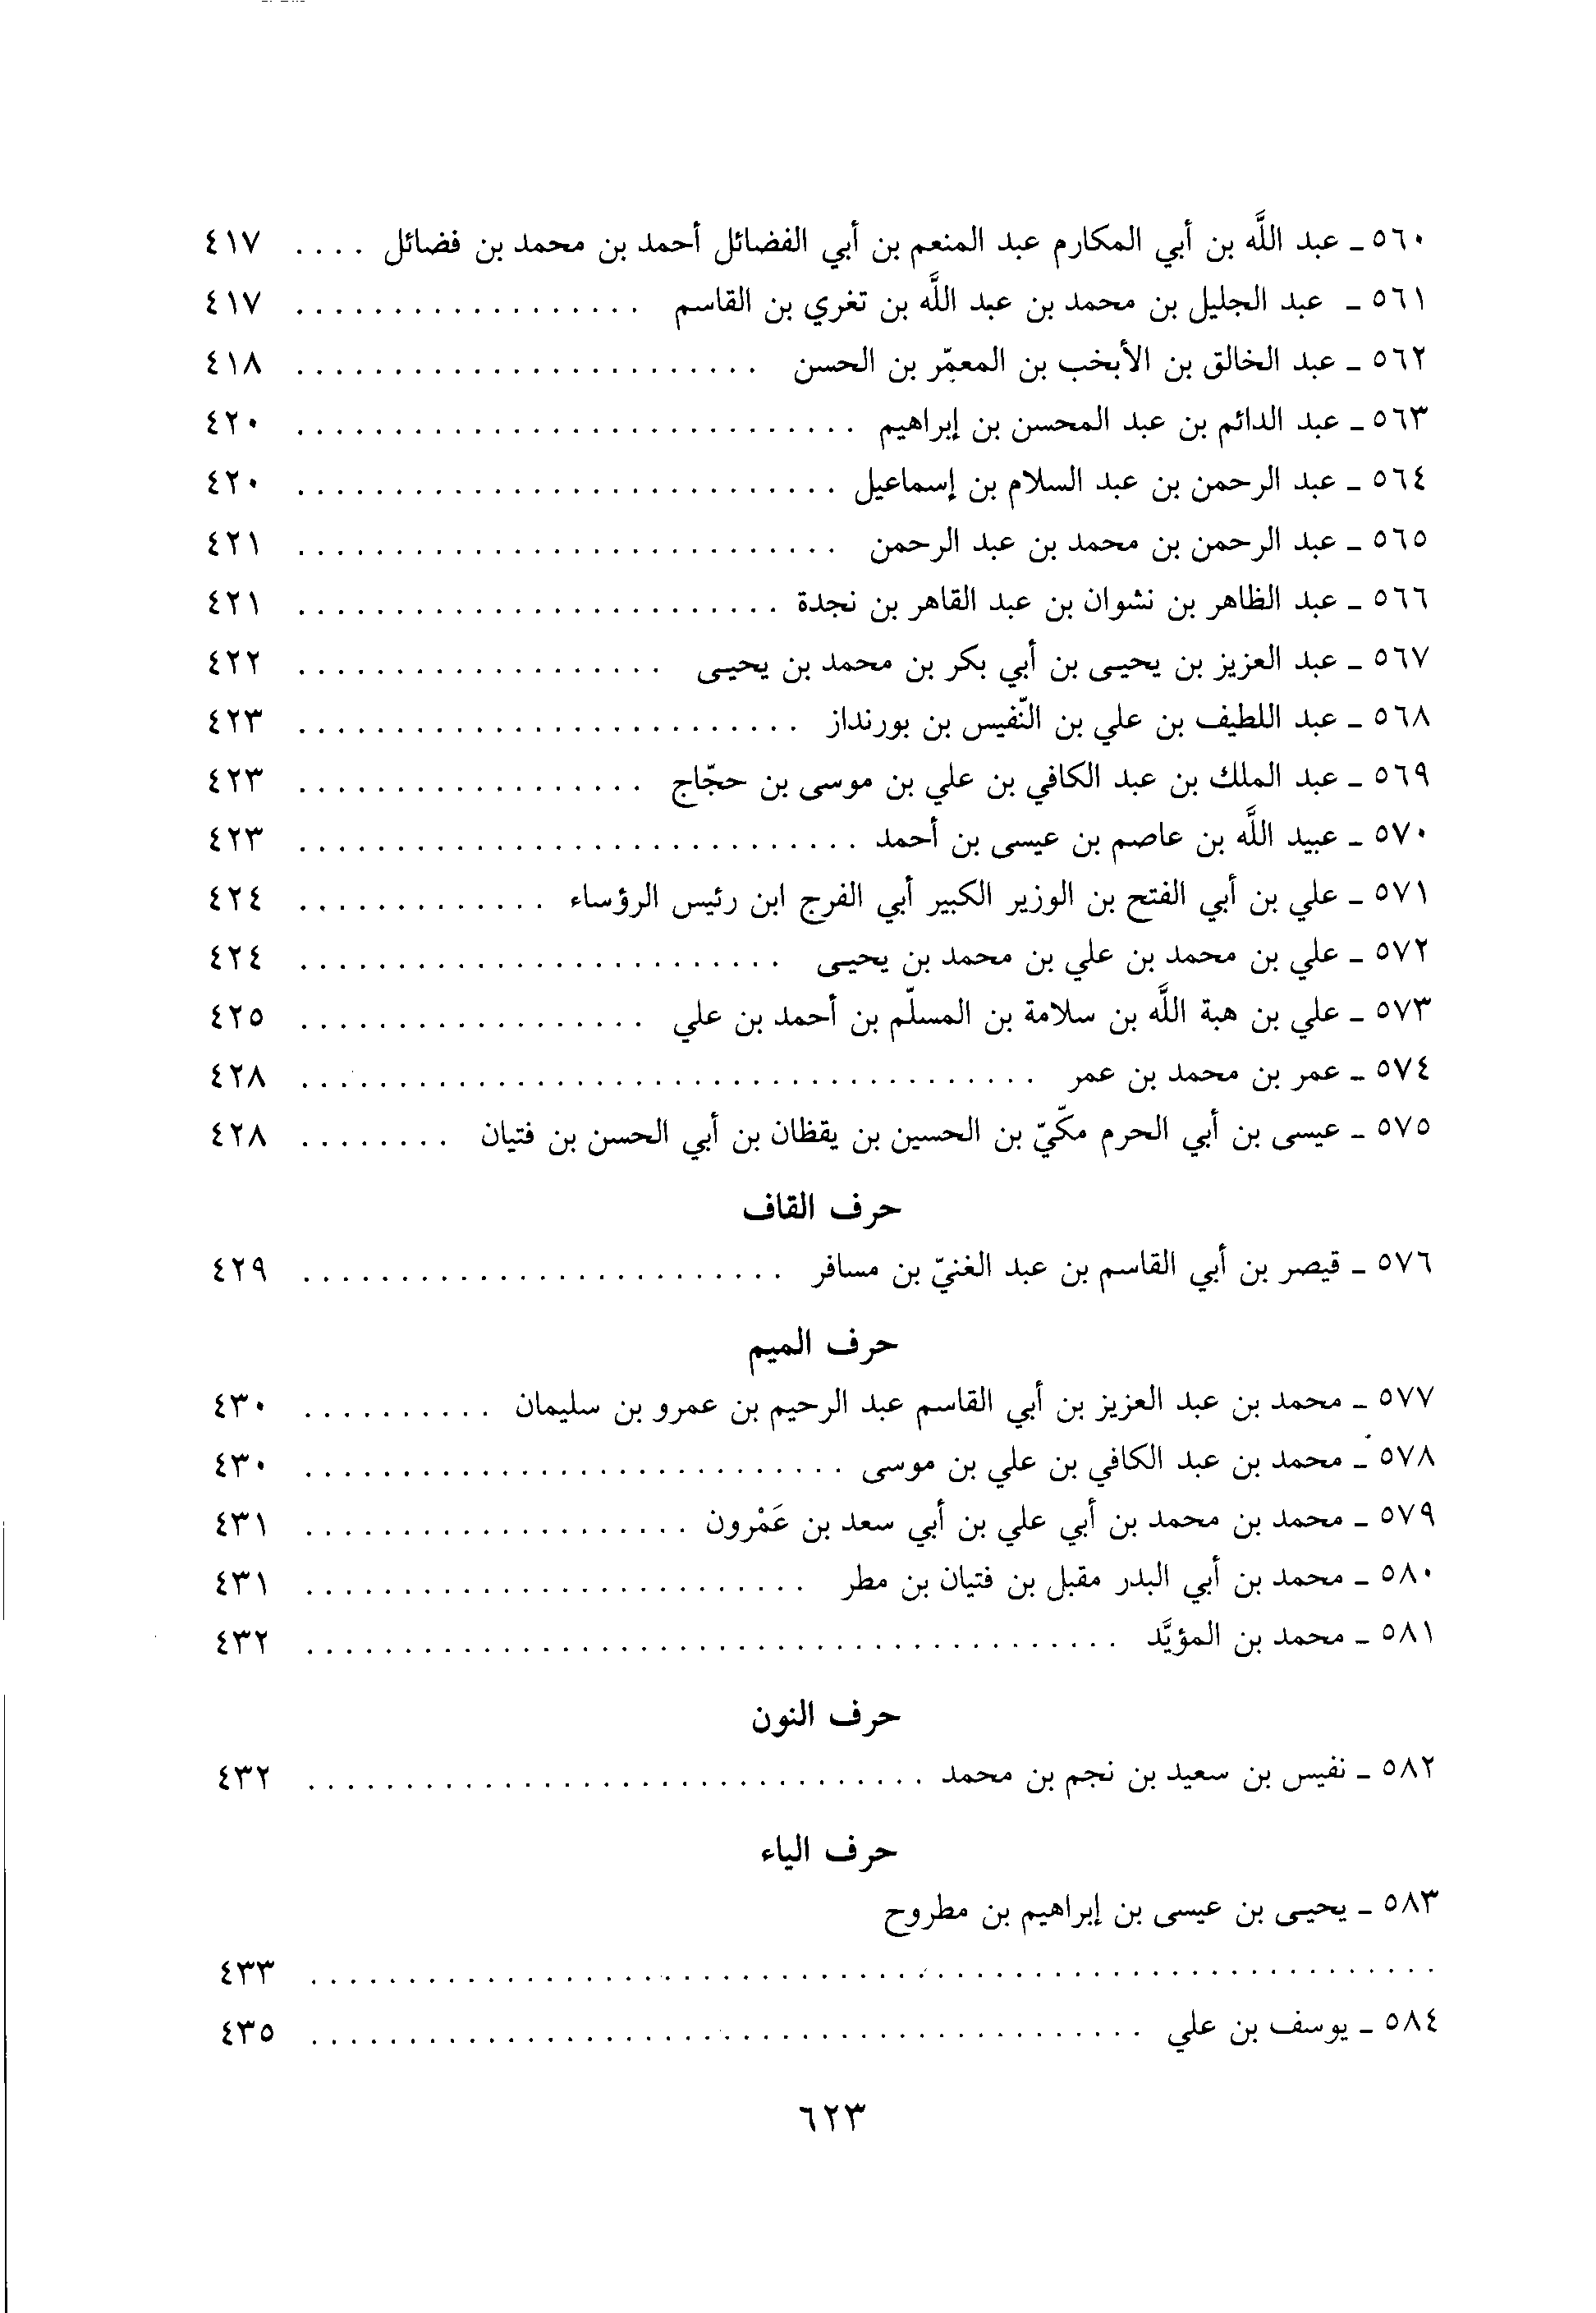 ٥٦٠ - عبد اللَّه بن أبي المكارم عبد المنعم بن أبي الفضائل أحمد بن محمد بن فضائل .... ٤١٧
٥٦١ - عبد الجليل بن محمد بن عبد اللَّه بن تغري بن القاسم .................. ٤١٧
٥٦٢ - عبد الخالق بن الأبخب بن المعمِّر بن الحسن ........................ ٤١٨
٥٦٣ - عبد الدائم بن عبد المحسن بن إبراهيم ............................. ٤٢٠
٥٦٤ - عبد الرحمن بن عبد السلام بن إسماعيل ............................ ٤٢٠
٥٦٥ - عبد الرحمن بن محمد بن عبد الرحمن ............................ ٤٢١
٥٦٦ - عبد الظاهر بن نشوان بن عبد القاهر بن نجدة ......................... ٤٢١
٥٦٧ - عبد العزيز بن يحيى بن أبي بكر بن محمد بن يحيى ................... ٤٢٢
٥٦٨ - عبد اللطيف بن علي بن النّفيس بن بورنداز .......................... ٤٢٣
٥٦٩ - عبد الملك بن عبد الكافي بن علي بن موسى بن حجّاج .................. ٤٢٣
٥٧٠ - عبيد اللَّه بن عاصم بن عيسى بن أحمد ............................. ٤٢٣
٥٧١ - علي بن أبي الفتح بن الوزير الكبير أبي الفرج ابن رئيس الرؤساء ............. ٤٢٤
٥٧٢ - علي بن محمد بن علي بن محمد بن يحيى ......................... ٤٢٤
٥٧٣ - علي بن هبة اللَّه بن سلامة بن المسلّم بن أحمد بن علي .................. ٤٢٥
٥٧٤ - عمر بن محمد بن عمر ...................................... ٤٢٨
٥٧٥ - عيسى بن أبي الحرم مكّيّ بن الحسين بن يقظان بن أبي الحسن بن فتيان ........ ٤٢٨
حرف القاف
٥٧٦ - قيصر بن أبي القاسم بن عبد الغنيّ بن مسافر ......................... ٤٢٩
حرف الميم
٥٧٧ - محمد بن عبد العزيز بن أبي القاسم عبد الرحيم بن عمرو بن سليمان .......... ٤٣٠
٥٧٨ - محمد بن عبد الكافي بن علي بن موسى ............................ ٤٣٠
٥٧٩ - محمد بن محمد بن أبي علي بن أبي سعد بن عَمْرون .................... ٤٣١
٥٨٠ - محمد بن أبي البدر مقبل بن فتيان بن مطر .......................... ٤٣١
٥٨١ - محمد بن المؤيَّد .......................................... ٤٣٢
حرف النون
٥٨٢ - نفيس بن سعيد بن نجم بن محمد ................................ ٤٣٢
حرف الياء
٥٨٣ - يحيى بن عيسى بن إبراهيم بن مطروح
.......................................................... ٤٣٣
٥٨٤ - يوسف بن علي ........................................... ٤٣٥
٦٢٣